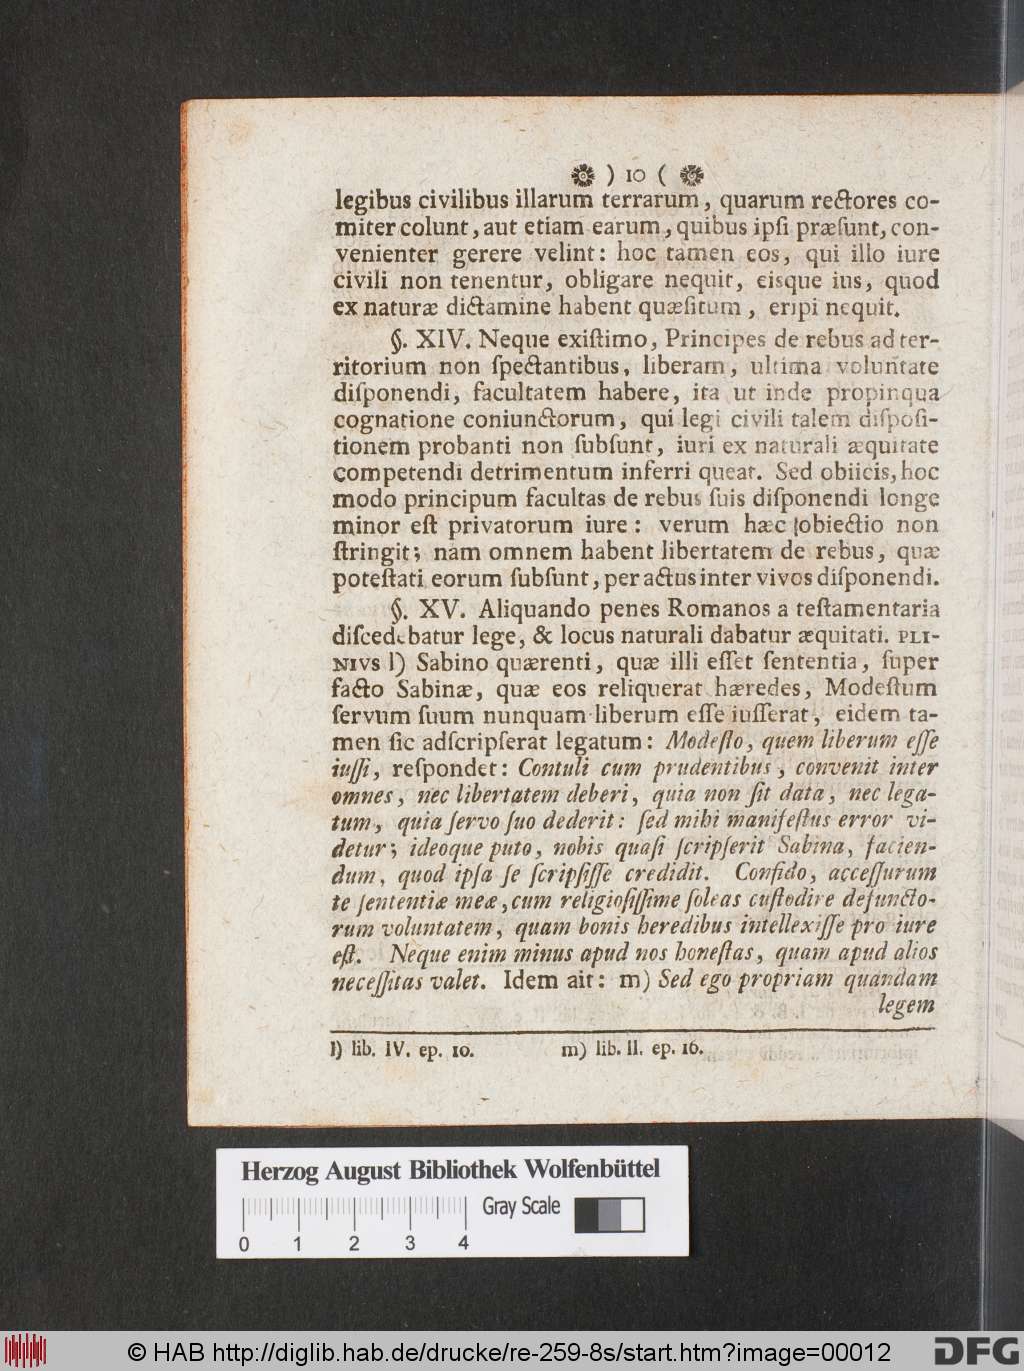 ) 10 (
legibus civilibus illarum terrarum, quarum rectores co-
miter colunt, aut etiam earum, quibus ipſi præſunt, con-
venienter gerere velint: hoc tamen eos, qui illo iure
civili non tenentur, obligare nequit, eisque ius, quod
ex naturæ dictamine habent quæſitum, eripi nequit.
§. XIV. Neque exiſtimo, Principes de rebus ad ter-
ritorium non ſpectantibus, liberam, ultima voluntate
diſponendi, facultatem habere, ita ut inde propinqua
cognatione coniunctorum, qui legi civili talem diſpoſi-
tionem probanti non ſubſunt, iuri ex naturali æquitate
competendi detrimentum inferri queat. Sed obiicis, hoc
modo principum facultas de rebus ſuis diſponendi longe
minor eſt privatorum iure: verum hæc obiectio non
ſtringit; nam omnem habent libertatem de rebus, quæ
poteſtati eorum ſubſunt, per actus inter vivos diſponendi.
§. XV. Aliquando penes Romanos a teſtamentaria
diſcedebatur lege, & locus naturali dabatur æquitati. PLI-
NIVS l) Sabino quærenti, quæ illi eſſet ſententia, ſuper
facto Sabinæ, quæ eos reliquerat hæredes, Modeſtum
ſervum ſuum nunquam liberum eſſe iuſſerat, eidem ta-
men ſic adſcripſerat legatum: Modeſto, quem liberum eſſe
iuſſi, reſpondet: Contuli cum prudentibus, convenit inter
omnes, nec libertatem deberi, quia non ſit data, nec lega-
tum, quia ſervo ſuo dederit: ſed mihi manifeſtus error vi-
detur; ideoque puto, nobis quaſi ſcripſerit Sabina, facien-
dum, quod ipſa ſe ſcripſiſſe credidit. Confido, acceſſurum
te ſententiæ meæ, cum religioſiſſime ſoleas cuſtodire defuncto-
rum voluntatem, quam bonis heredibus intellexiſſe pro iure
eſt. Neque enim minus apud nos honeſtas, quam apud alios
neceſſitas valet. Idem ait: m) Sed ego propriam quandam
legem
l) lib. IV. ep. 10. m) lib. II. ep. 16.
Herzog August Bibliothek Wolfenbüttel
Gray Scale
0 1 2 3 4
© HAB http://diglib.hab.de/drucke/re-259-8s/start.htm?image=00012
DFG